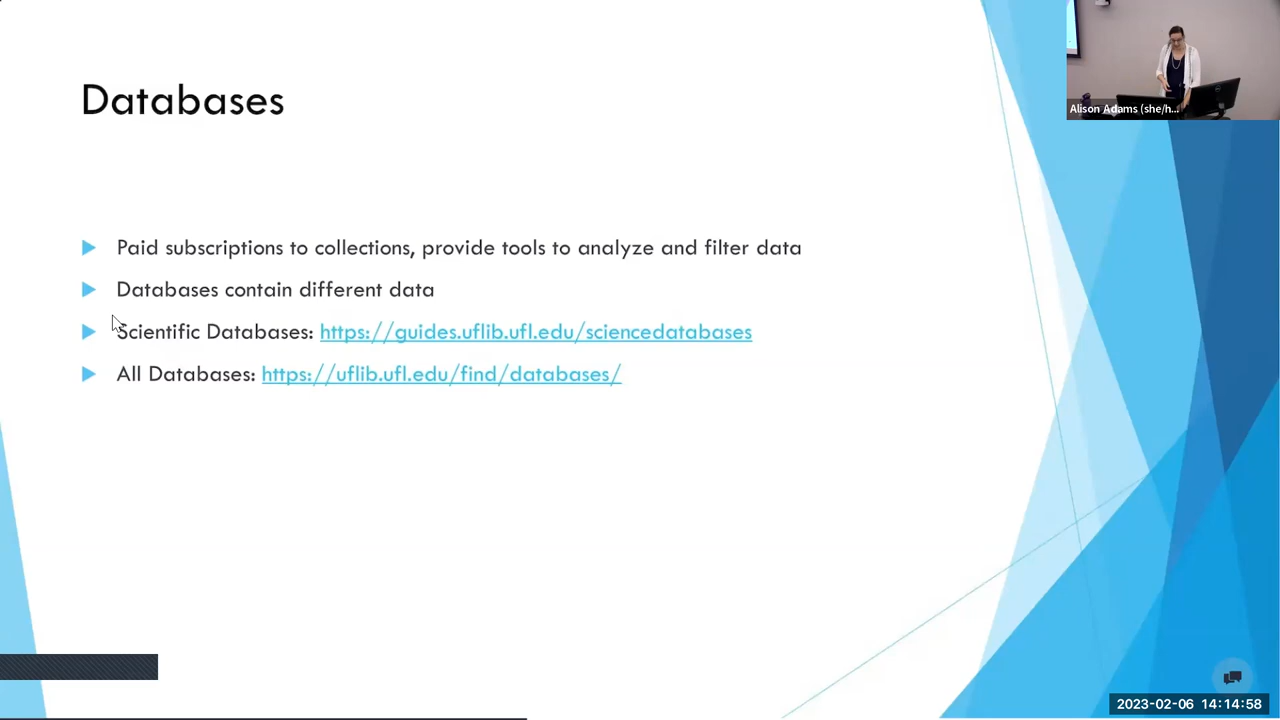 Databases
Alison Adams (she/h...
Paid subscriptions to collections, provide tools to analyze and filter data
Databases contain different data
Scientific Databases: https://guides.uflib.ufl.edu/sciencedatabases
All Databases: https://uflib.ufl.edu/find/databases/
2023-02-06 14:14:58